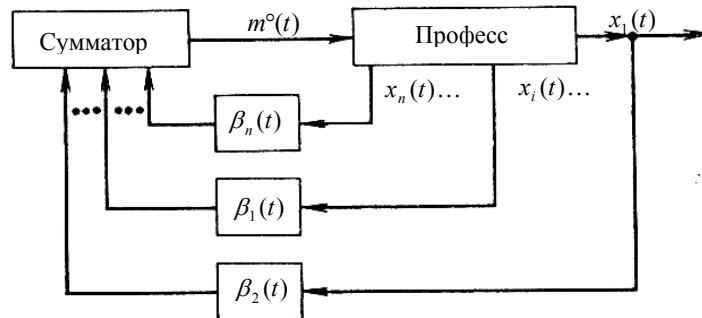 Сумматор
m°(t)
Професс
x₁(t)
xₙ(t)...
xᵢ(t)...
βₙ(t)
β₁(t)
β₂(t)